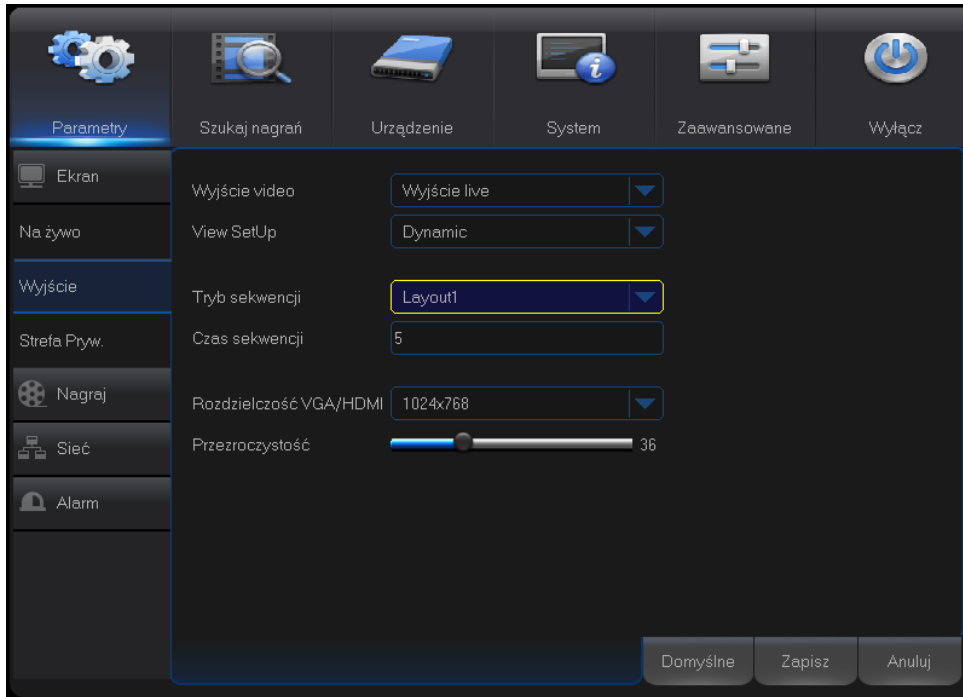 Parametry
Szukaj nagrań
Urządzenie
System
Zaawansowane
Wyłącz
Ekran
Na żywo
Wyjście
Strefa Pryw.
Nagraj
Sieć
Alarm
Wyjście video Wyjście live
View SetUp Dynamic
Tryb sekwencji Layout1
Czas sekwencji 5
Rozdzielczość VGA/HDMI 1024x768
Przezroczystość 36
Domyślne Zapisz Anuluj